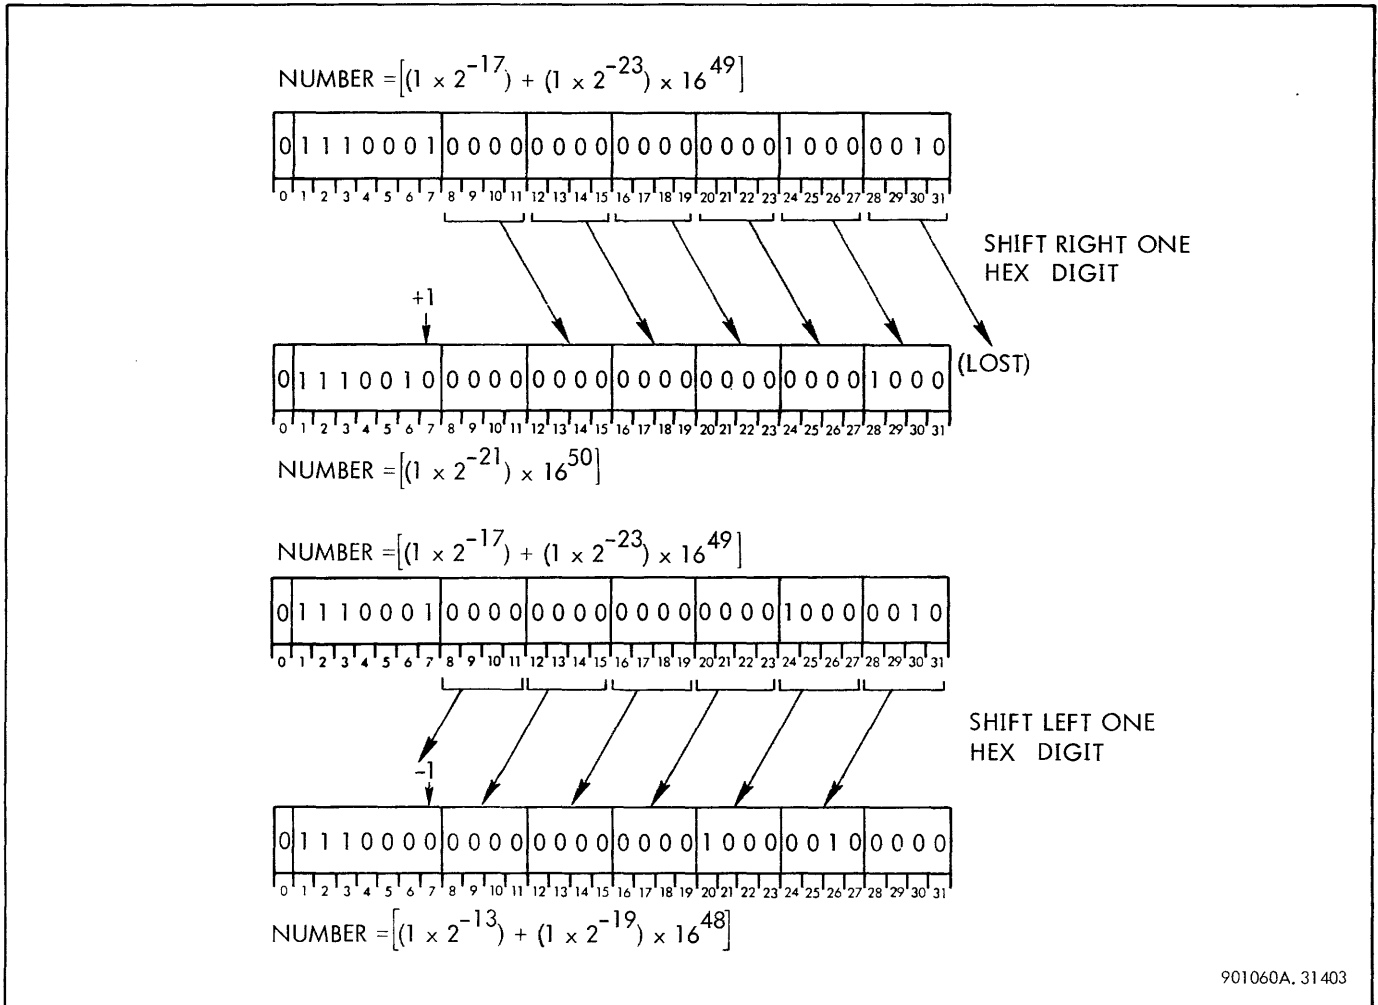 NUMBER = [(1 x 2^-17) + (1 x 2^-23) x 16^49]
0 1 1 1 0 0 0 1 0 0 0 0 0 0 0 0 0 0 0 0 0 0 0 0 1 0 0 0 0 0 1 0
0 1 2 3 4 5 6 7 8 9 10 11 12 13 14 15 16 17 18 19 20 21 22 23 24 25 26 27 28 29 30 31
SHIFT RIGHT ONE
HEX DIGIT
+1
(LOST)
0 1 1 1 0 0 1 0 0 0 0 0 0 0 0 0 0 0 0 0 0 0 0 0 0 0 0 0 1 0 0 0
0 1 2 3 4 5 6 7 8 9 10 11 12 13 14 15 16 17 18 19 20 21 22 23 24 25 26 27 28 29 30 31
NUMBER = [(1 x 2^-21) x 16^50]
NUMBER = [(1 x 2^-17) + (1 x 2^-23) x 16^49]
0 1 1 1 0 0 0 1 0 0 0 0 0 0 0 0 0 0 0 0 0 0 0 0 1 0 0 0 0 0 1 0
0 1 2 3 4 5 6 7 8 9 10 11 12 13 14 15 16 17 18 19 20 21 22 23 24 25 26 27 28 29 30 31
SHIFT LEFT ONE
HEX DIGIT
-1
0 1 1 1 0 0 0 0 0 0 0 0 0 0 0 0 0 0 0 0 1 0 0 0 0 0 1 0 0 0 0 0
0 1 2 3 4 5 6 7 8 9 10 11 12 13 14 15 16 17 18 19 20 21 22 23 24 25 26 27 28 29 30 31
NUMBER = [(1 x 2^-13) + (1 x 2^-19) x 16^48]
901060A. 31403